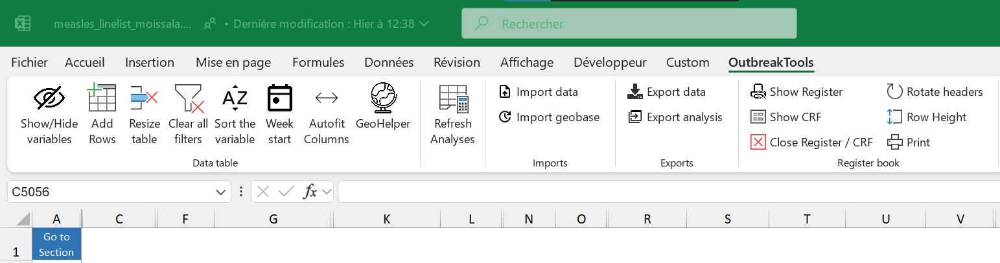 measles_linelist_moissala.... • Dernière modification : Hier à 12:38 Rechercher
Fichier Accueil Insertion Mise en page Formules Données Révision Affichage Développeur Custom OutbreakTools
Show/Hide variables
Add Rows
Resize table
Clear all filters
AZ
Sort the variable
Week start
Autofit Columns
GeoHelper
Data table
Refresh Analyses
Import data
Import geobase
Imports
Export data
Export analysis
Exports
Show Register
Show CRF
Close Register / CRF
Rotate headers
Row Height
Print
Register book
C5056 fx
A C F G K L N O R S T U V
1 Go to
Section